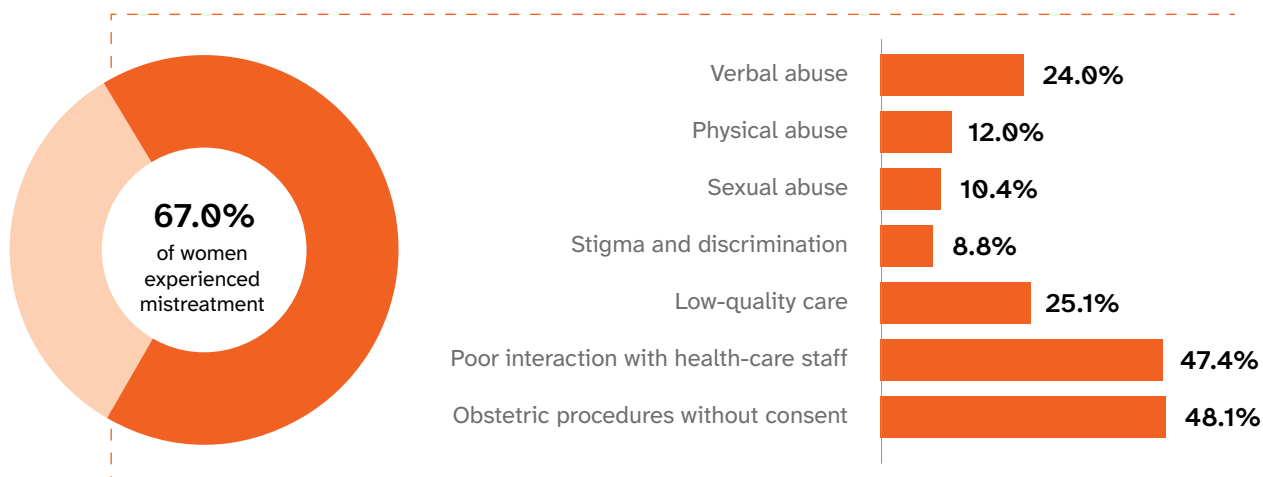 67.0%
of women
experienced
mistreatment
Verbal abuse 24.0%
Physical abuse 12.0%
Sexual abuse 10.4%
Stigma and discrimination 8.8%
Low-quality care 25.1%
Poor interaction with health-care staff 47.4%
Obstetric procedures without consent 48.1%